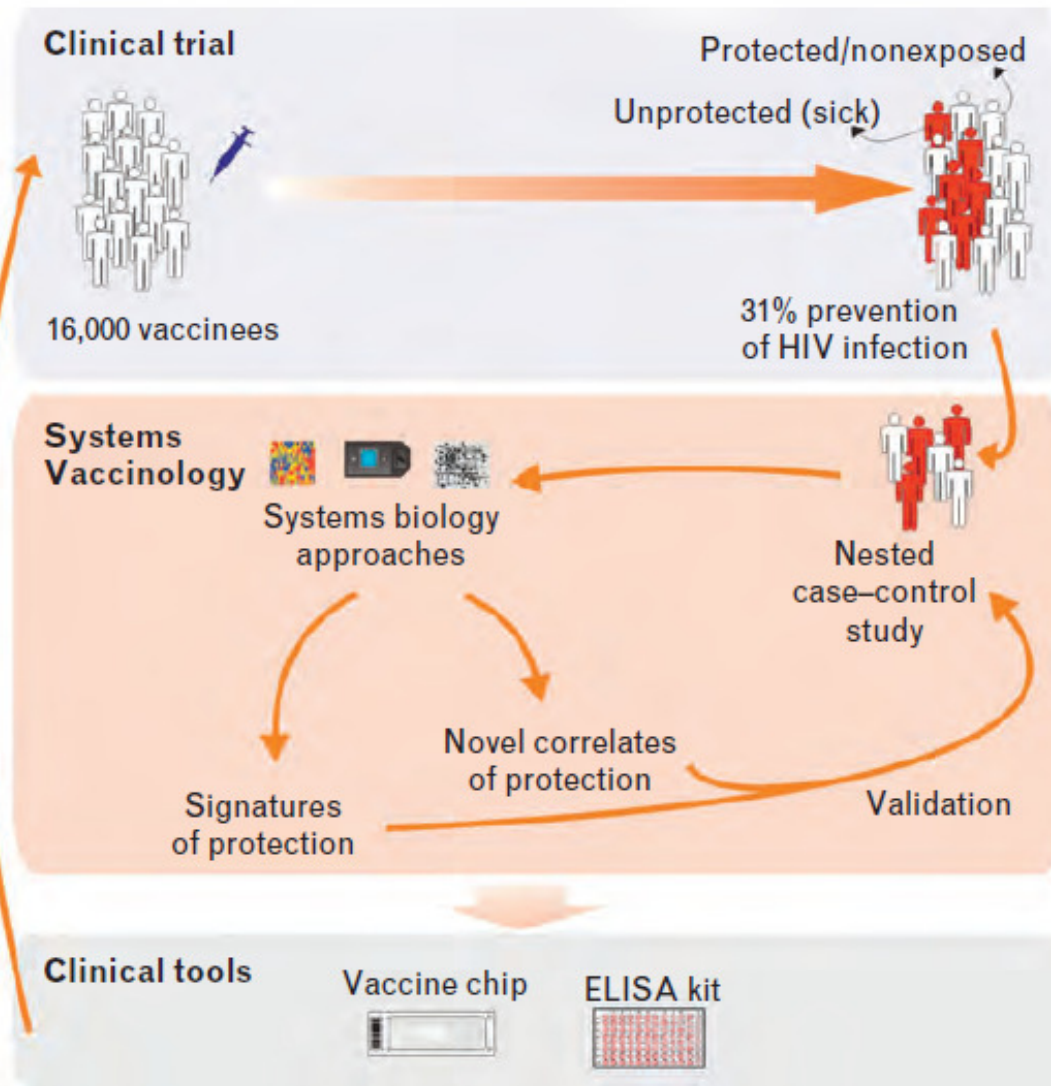 Clinical trial
Protected/nonexposed
Unprotected (sick)
16,000 vaccinees
31% prevention
of HIV infection
Systems
Vaccinology
Systems biology
approaches
Nested
case–control
study
Novel correlates
of protection
Signatures
of protection
Validation
Clinical tools
Vaccine chip
ELISA kit